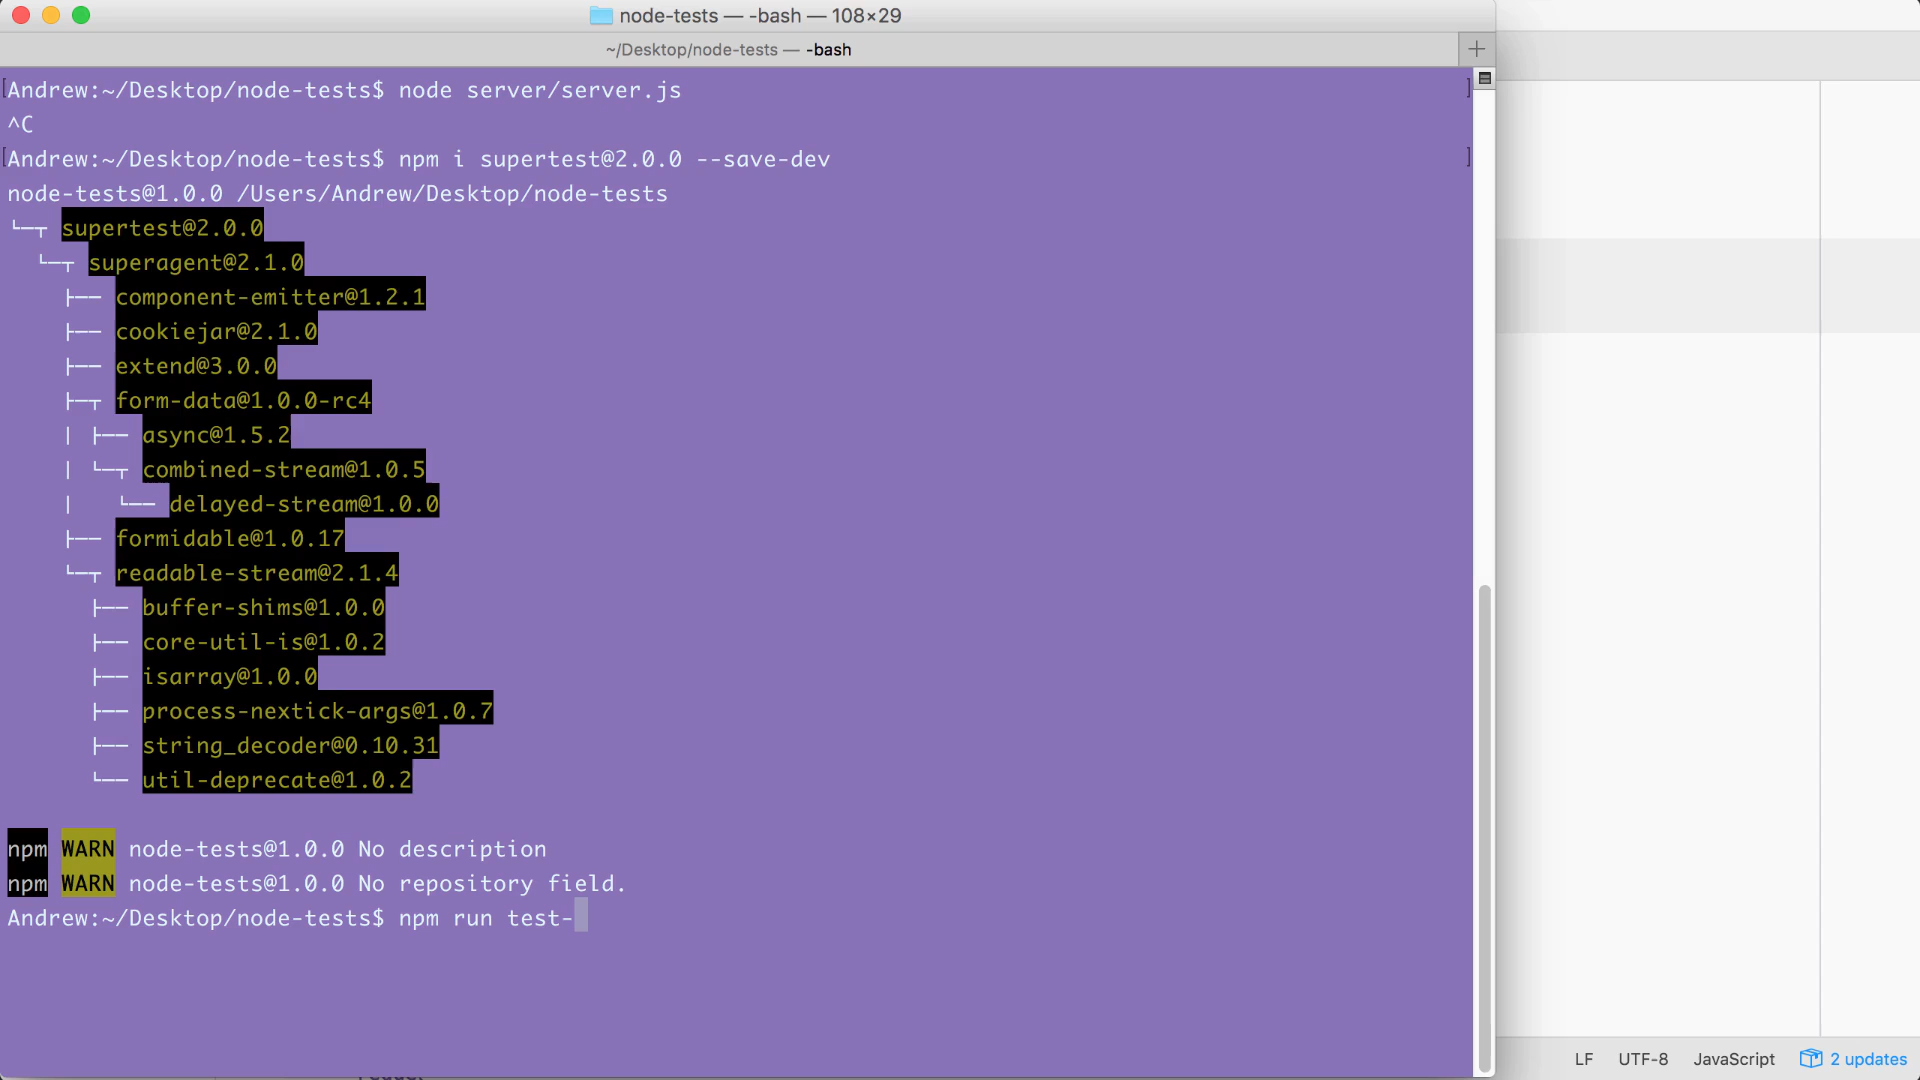 node-tests — -bash — 108×29
~/Desktop/node-tests — -bash
Andrew:~/Desktop/node-tests$ node server/server.js
^C
Andrew:~/Desktop/node-tests$ npm i supertest@2.0.0 --save-dev
node-tests@1.0.0 /Users/Andrew/Desktop/node-tests
└─┬ supertest@2.0.0
  └─┬ superagent@2.1.0
    ├── component-emitter@1.2.1
    ├── cookiejar@2.1.0
    ├── extend@3.0.0
    ├─┬ form-data@1.0.0-rc4
    │ ├── async@1.5.2
    │ └─┬ combined-stream@1.0.5
    │   └── delayed-stream@1.0.0
    ├── formidable@1.0.17
    └─┬ readable-stream@2.1.4
      ├── buffer-shims@1.0.0
      ├── core-util-is@1.0.2
      ├── isarray@1.0.0
      ├── process-nextick-args@1.0.7
      ├── string_decoder@0.10.31
      └── util-deprecate@1.0.2
npm WARN node-tests@1.0.0 No description
npm WARN node-tests@1.0.0 No repository field.
Andrew:~/Desktop/node-tests$ npm run test-
LF UTF-8 JavaScript 2 updates